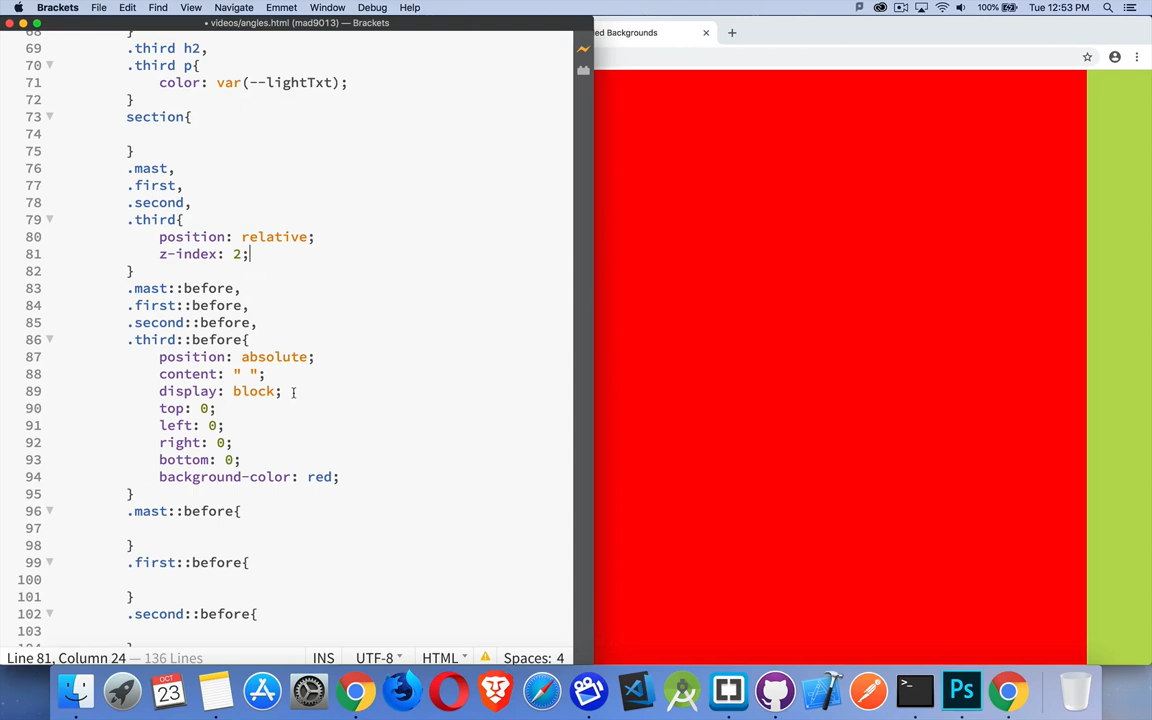 Brackets File Edit Find View Navigate Emmet Window Debug Help 100% Tue 12:53 PM
• videos/angles.html (mad9013) — Brackets
ed Backgrounds
68 }
69 .third h2,
70 .third p{
71 color: var(--lightTxt);
72 }
73 section{
74
75 }
76 .mast,
77 .first,
78 .second,
79 .third{
80 position: relative;
81 z-index: 2;
82 }
83 .mast::before,
84 .first::before,
85 .second::before,
86 .third::before{
87 position: absolute;
88 content: " ";
89 display: block;
90 top: 0;
91 left: 0;
92 right: 0;
93 bottom: 0;
94 background-color: red;
95 }
96 .mast::before{
97
98 }
99 .first::before{
100
101 }
102 .second::before{
103
}
Line 81, Column 24 — 136 Lines INS UTF-8 HTML Spaces: 4
OCT
23
>_
Ps